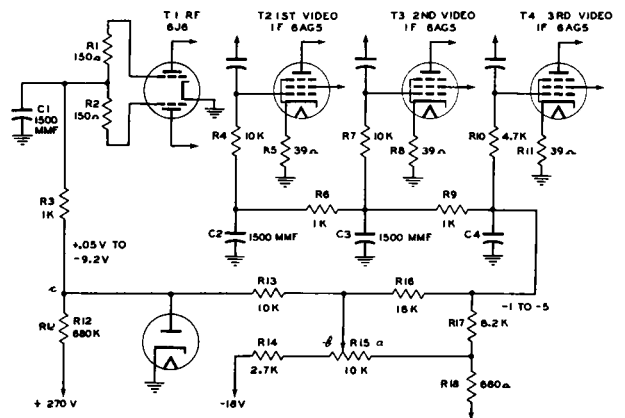 T1 RF
6J6
T2 1ST VIDEO
IF 6AG5
T3 2ND VIDEO
IF 6AG5
T4 3RD VIDEO
IF 6AG5
R1
150Ω
R2
150Ω
C1
1500
MMF
R4
10K
R5
39Ω
R7
10K
R8
39Ω
R10
4.7K
R11
39Ω
R3
1K
R6
1K
R9
1K
C2
1500 MMF
C3
1500 MMF
C4
+.05V TO
-9.2V
c
R13
10K
R16
18K
-1 TO -5
R12
R12
680K
b
R15
a
10K
R14
2.7K
R17
8.2K
R18
680Ω
+ 270 V
-18V